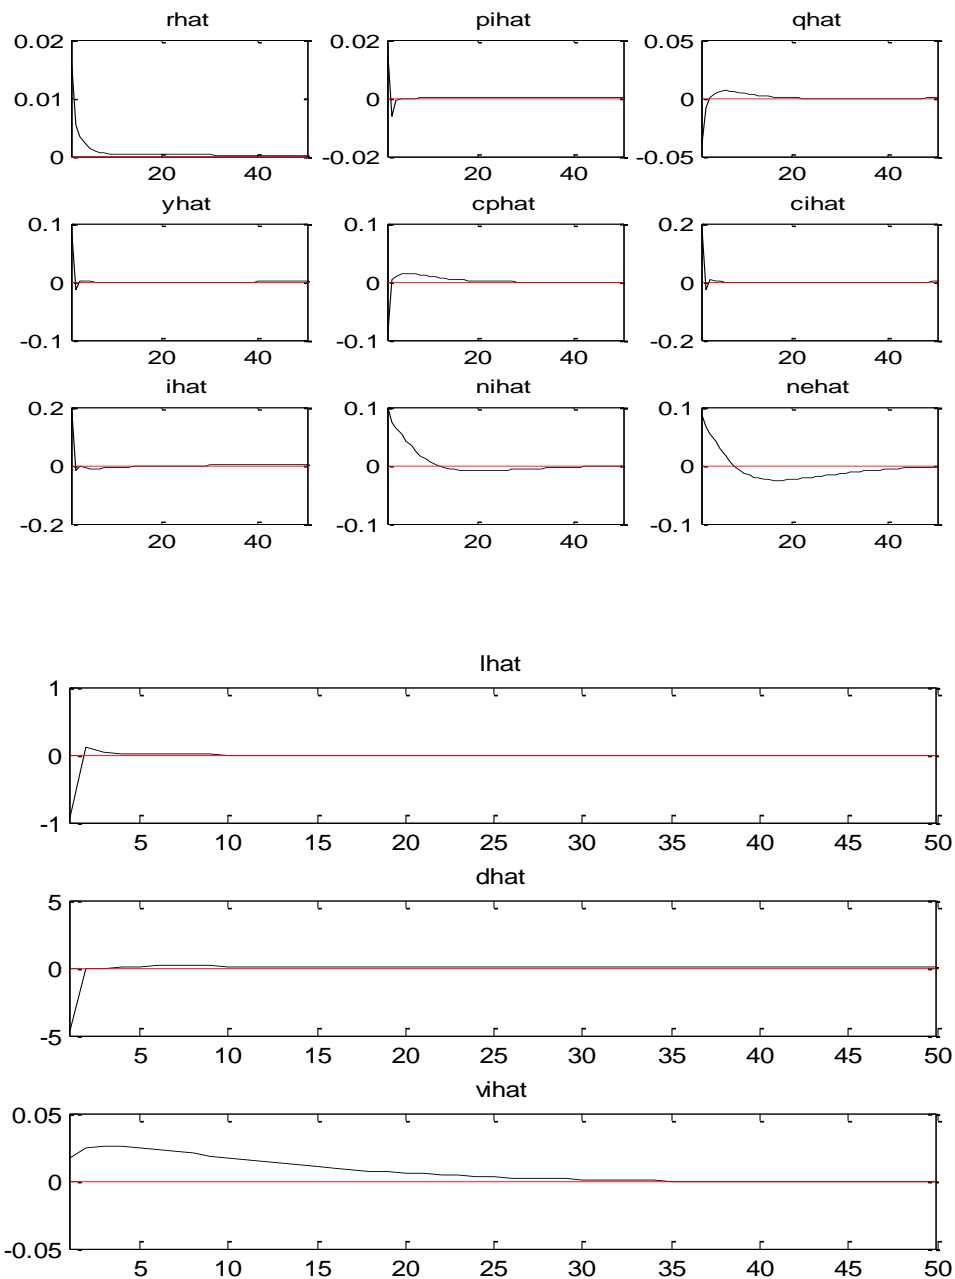 rhat pihat qhat
0.02 0.02 0.05
0.01 0 0
0 -0.02 -0.05
20 40 20 40 20 40
yhat cphat cihat
0.1 0.1 0.2
0 0 0
-0.1 -0.1 -0.2
20 40 20 40 20 40
ihat nihat nehat
0.2 0.1 0.1
0 0 0
-0.2 -0.1 -0.1
20 40 20 40 20 40
lhat
1
0
-1
5 10 15 20 25 30 35 40 45 50
dhat
5
0
-5
5 10 15 20 25 30 35 40 45 50
vihat
0.05
0
-0.05
5 10 15 20 25 30 35 40 45 50